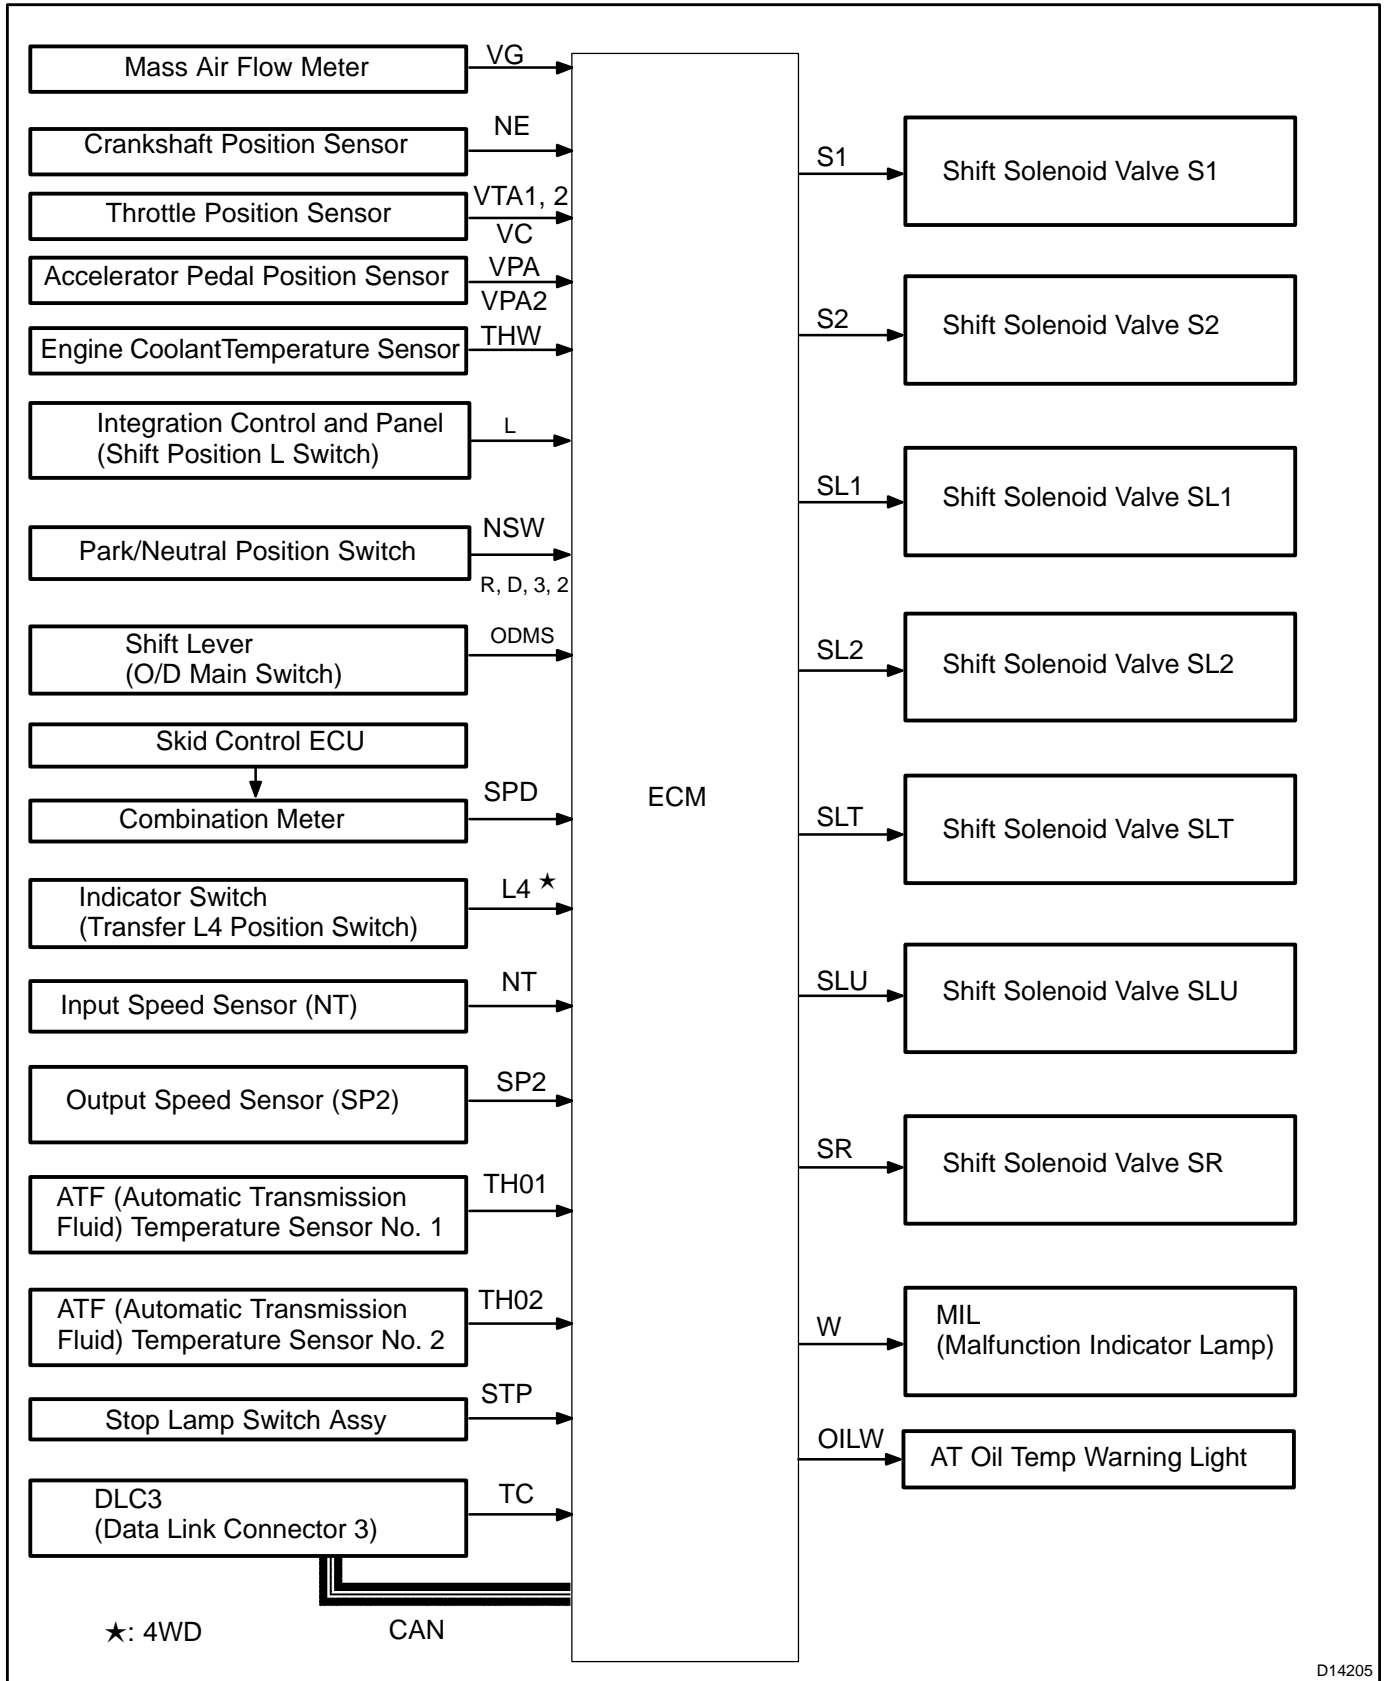 Mass Air Flow Meter
VG
Crankshaft Position Sensor
NE
Throttle Position Sensor
VTA1, 2
VC
Accelerator Pedal Position Sensor
VPA
VPA2
Engine CoolantTemperature Sensor
THW
Integration Control and Panel
(Shift Position L Switch)
L
Park/Neutral Position Switch
NSW
R, D, 3, 2
Shift Lever
(O/D Main Switch)
ODMS
Skid Control ECU
Combination Meter
SPD
Indicator Switch
(Transfer L4 Position Switch)
L4 ★
Input Speed Sensor (NT)
NT
Output Speed Sensor (SP2)
SP2
ATF (Automatic Transmission
Fluid) Temperature Sensor No. 1
TH01
ATF (Automatic Transmission
Fluid) Temperature Sensor No. 2
TH02
Stop Lamp Switch Assy
STP
DLC3
(Data Link Connector 3)
TC
★: 4WD
CAN
ECM
S1
Shift Solenoid Valve S1
S2
Shift Solenoid Valve S2
SL1
Shift Solenoid Valve SL1
SL2
Shift Solenoid Valve SL2
SLT
Shift Solenoid Valve SLT
SLU
Shift Solenoid Valve SLU
SR
Shift Solenoid Valve SR
W
MIL
(Malfunction Indicator Lamp)
OILW
AT Oil Temp Warning Light
D14205